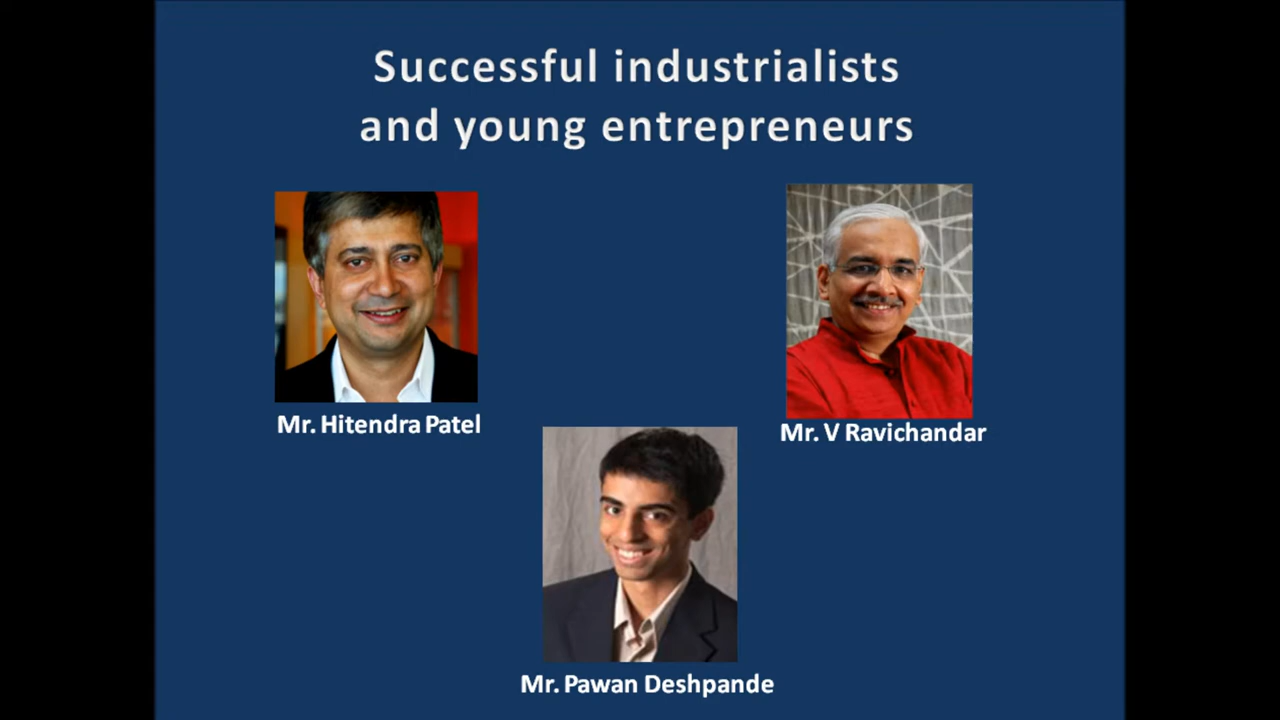 Successful industrialists
and young entrepreneurs
Mr. Hitendra Patel
Mr. V Ravichandar
Mr. Pawan Deshpande